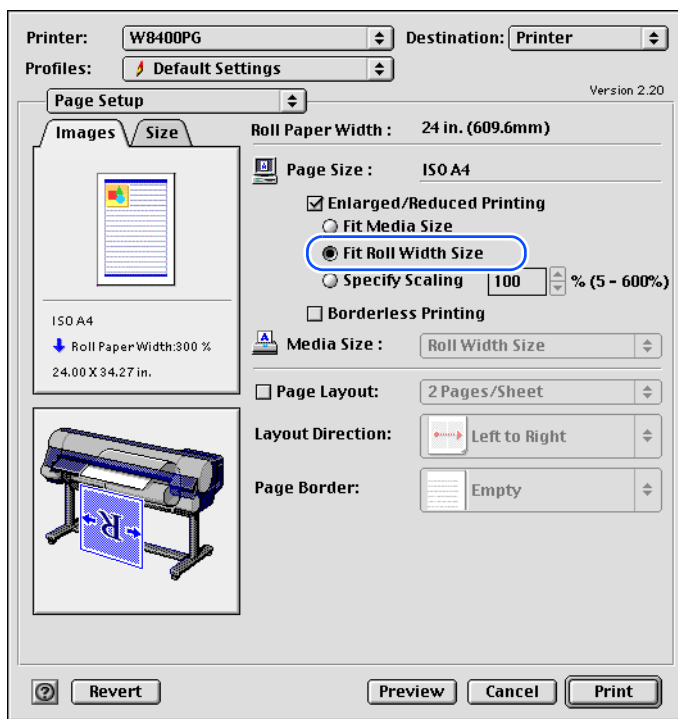 Printer: W8400PG Destination: Printer
Profiles: Default Settings
Version 2.20
Page Setup
Images Size
Roll Paper Width : 24 in. (609.6mm)
Page Size : ISO A4
Enlarged/Reduced Printing
Fit Media Size
Fit Roll Width Size
Specify Scaling 100 % (5 - 600%)
Borderless Printing
ISO A4
Roll Paper Width:300 %
24.00 X 34.27 in.
Media Size : Roll Width Size
Page Layout: 2 Pages/Sheet
Layout Direction: Left to Right
Page Border: Empty
R
? Revert Preview Cancel Print